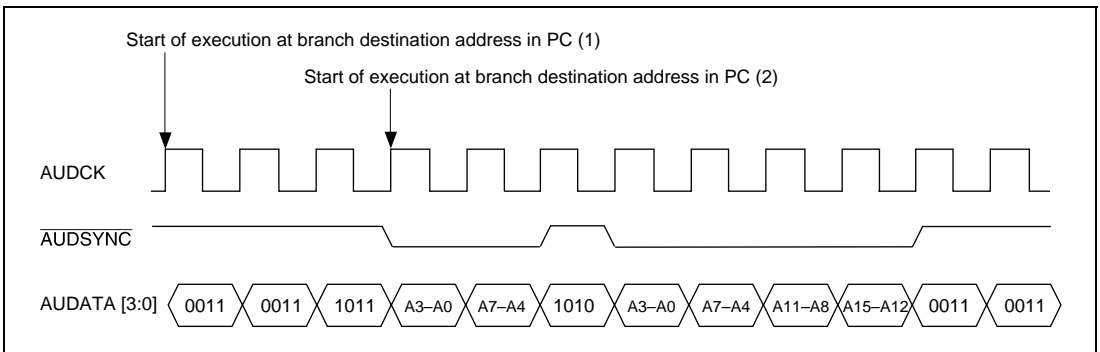 Start of execution at branch destination address in PC (1)
Start of execution at branch destination address in PC (2)
AUDCK
AUDSYNC
AUDATA [3:0] 0011 0011 1011 A3–A0 A7–A4 1010 A3–A0 A7–A4 A11–A8 A15–A12 0011 0011